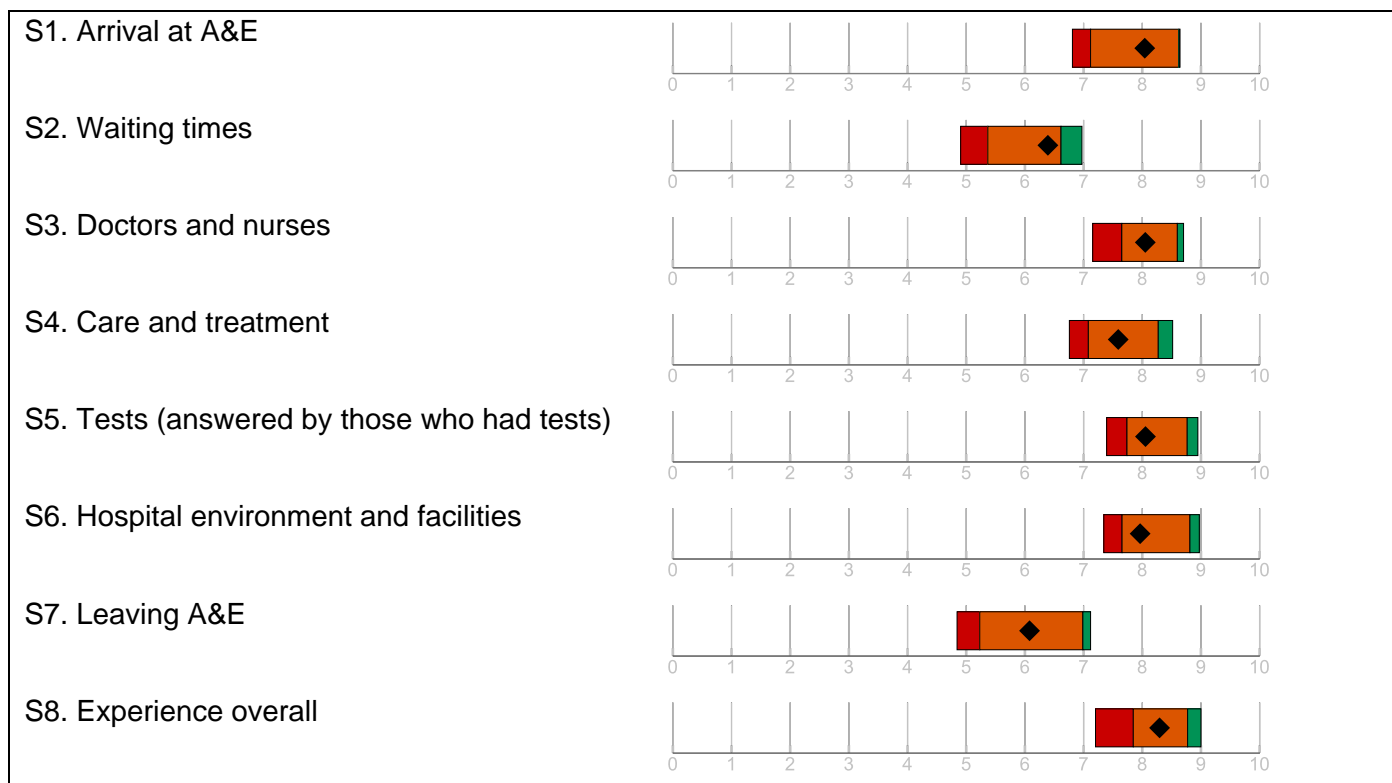 S1. Arrival at A&E
0 1 2 3 4 5 6 7 8 9 10
S2. Waiting times
0 1 2 3 4 5 6 7 8 9 10
S3. Doctors and nurses
0 1 2 3 4 5 6 7 8 9 10
S4. Care and treatment
0 1 2 3 4 5 6 7 8 9 10
S5. Tests (answered by those who had tests)
0 1 2 3 4 5 6 7 8 9 10
S6. Hospital environment and facilities
0 1 2 3 4 5 6 7 8 9 10
S7. Leaving A&E
0 1 2 3 4 5 6 7 8 9 10
S8. Experience overall
0 1 2 3 4 5 6 7 8 9 10